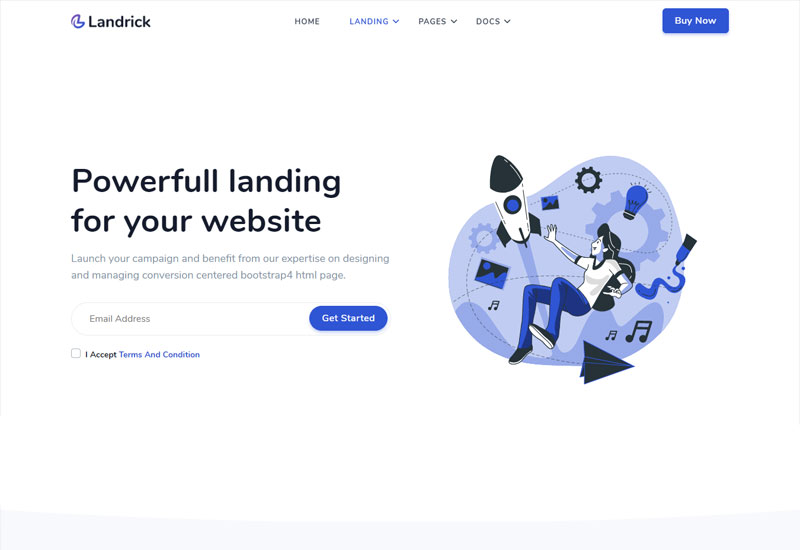 Landrick
HOME LANDING PAGES DOCS
Buy Now
Powerfull landing
for your website
Launch your campaign and benefit from our expertise on designing
and managing conversion centered bootstrap4 html page.
Email Address
Get Started
I Accept Terms And Condition